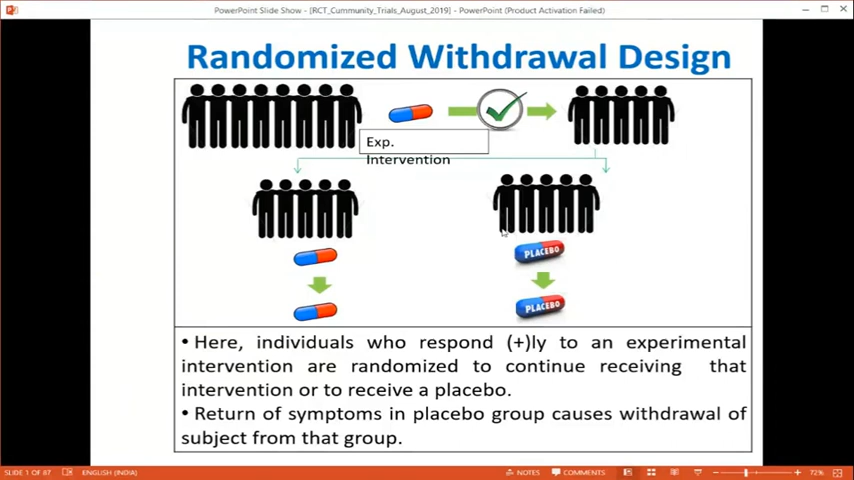 PowerPoint Slide Show - [RCT_Cummunity_Trials_August_2019] - PowerPoint (Product Activation Failed)
Randomized Withdrawal Design
Exp.
Intervention
PLACEBO
PLACEBO
• Here, individuals who respond (+)ly to an experimental
intervention are randomized to continue receiving that
intervention or to receive a placebo.
• Return of symptoms in placebo group causes withdrawal of
subject from that group.
SLIDE 1 OF 87 ENGLISH (INDIA) NOTES COMMENTS 72%